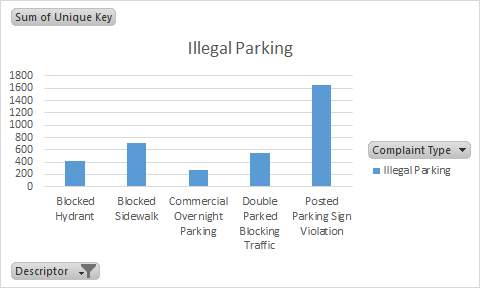 Sum of Unique Key
Illegal Parking
1800
1600
1400
1200
1000
800
600
400
200
0
Blocked
Hydrant
Blocked
Sidewalk
Commercial
Overnight
Parking
Double
Parked
Blocking
Traffic
Posted
Parking Sign
Violation
Complaint Type
Illegal Parking
Descriptor